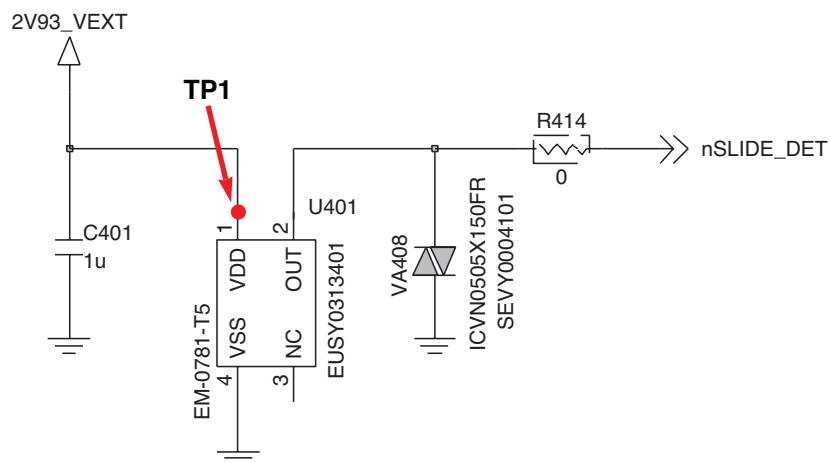 2V93_VEXT
TP1
R414
nSLIDE_DET
0
U401
C401
1u
1
2
VDD
OUT
VSS
NC
4
3
EM-0781-T5
EUSY0313401
VA408
ICVN0505X150FR
SEVY0004101